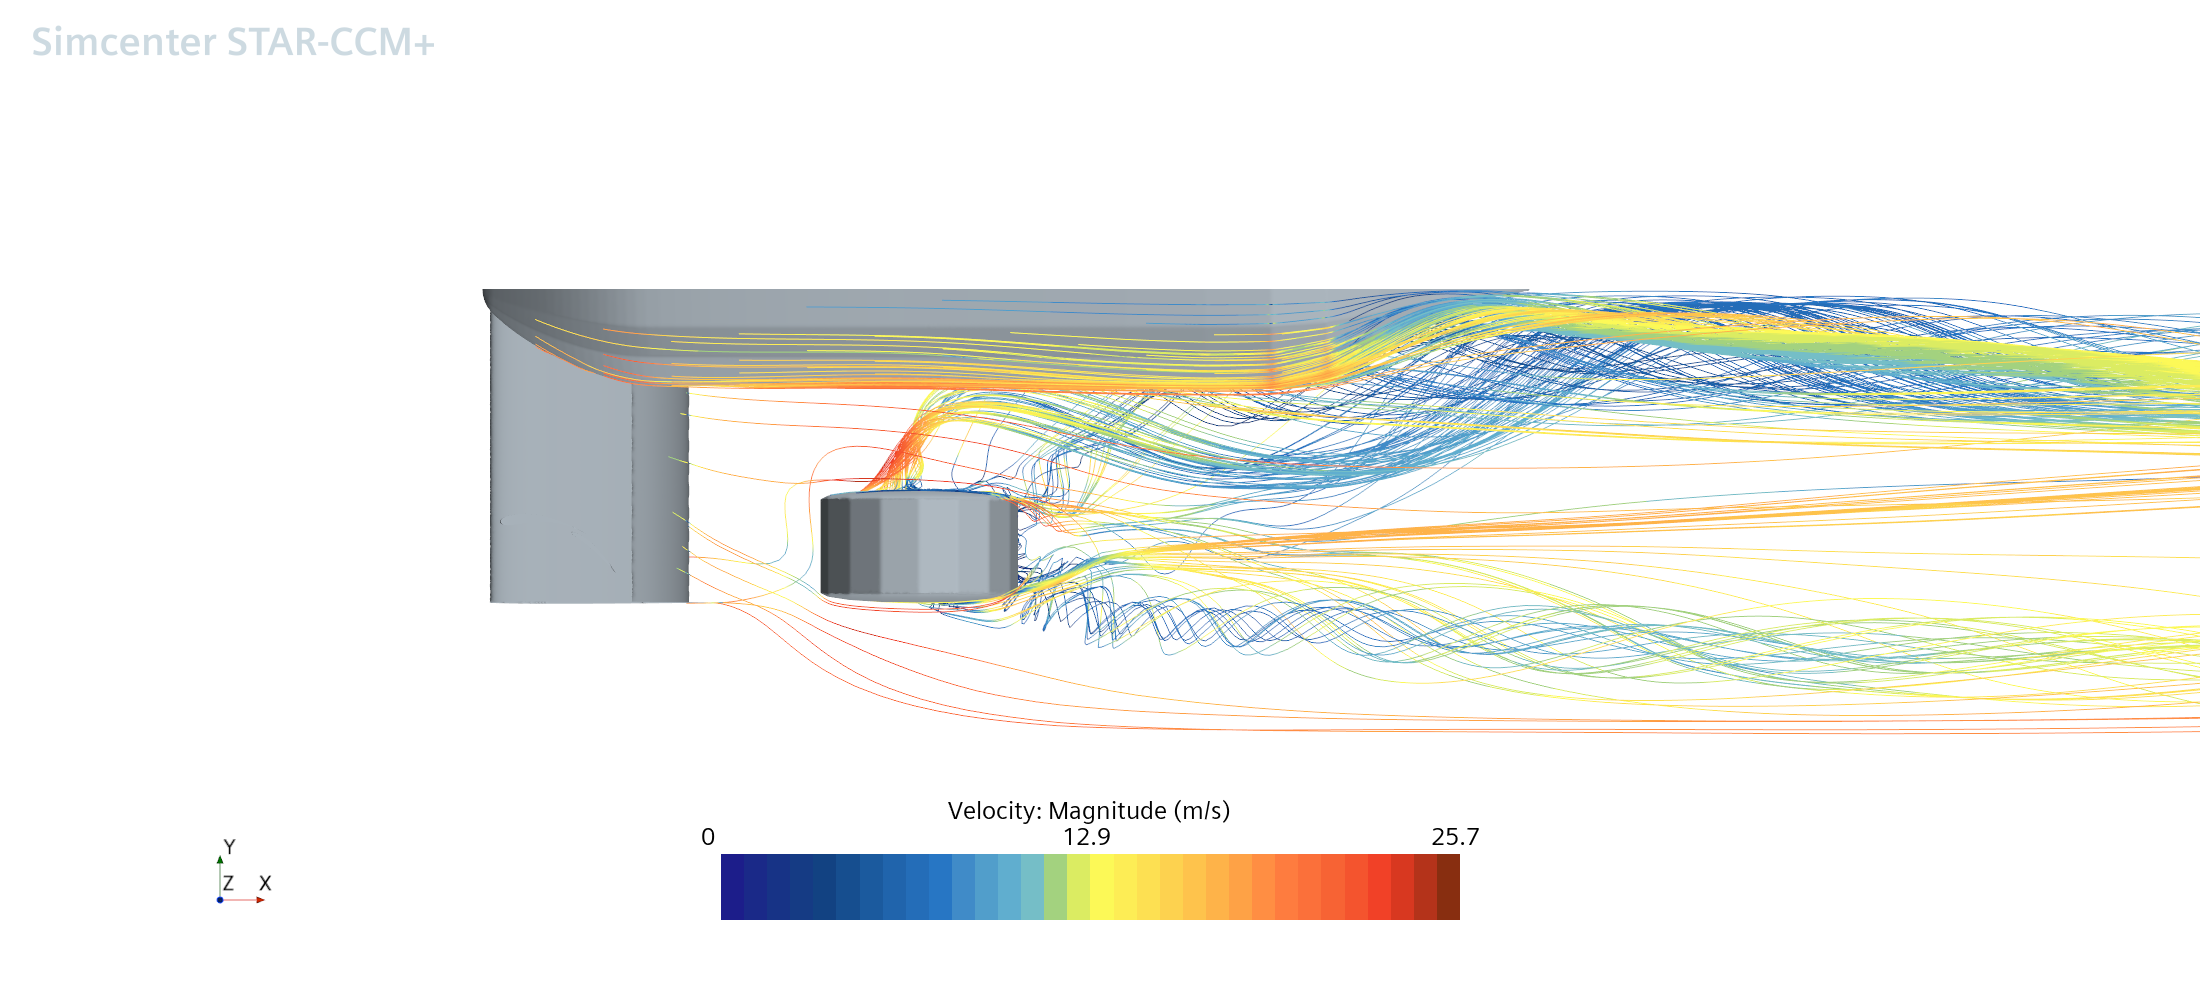 Simcenter STAR-CCM+
Velocity: Magnitude (m/s)
0 12.9 25.7
Y
Z X